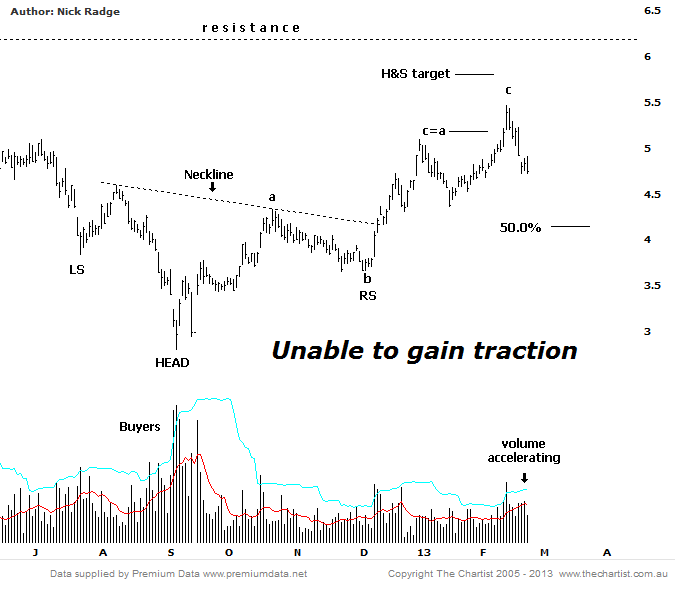 Author: Nick Radge
6.5
resistance
6
H&S target
c
5.5
c=a
5
Neckline
a
4.5
50.0%
4
LS
b
RS
3.5
3
HEAD
Unable to gain traction
Buyers
volume
accelerating
J A S O N D 13 F M A
Data supplied by Premium Data www.premiumdata.net
Copyright The Chartist 2005 - 2013 www.thechartist.com.au